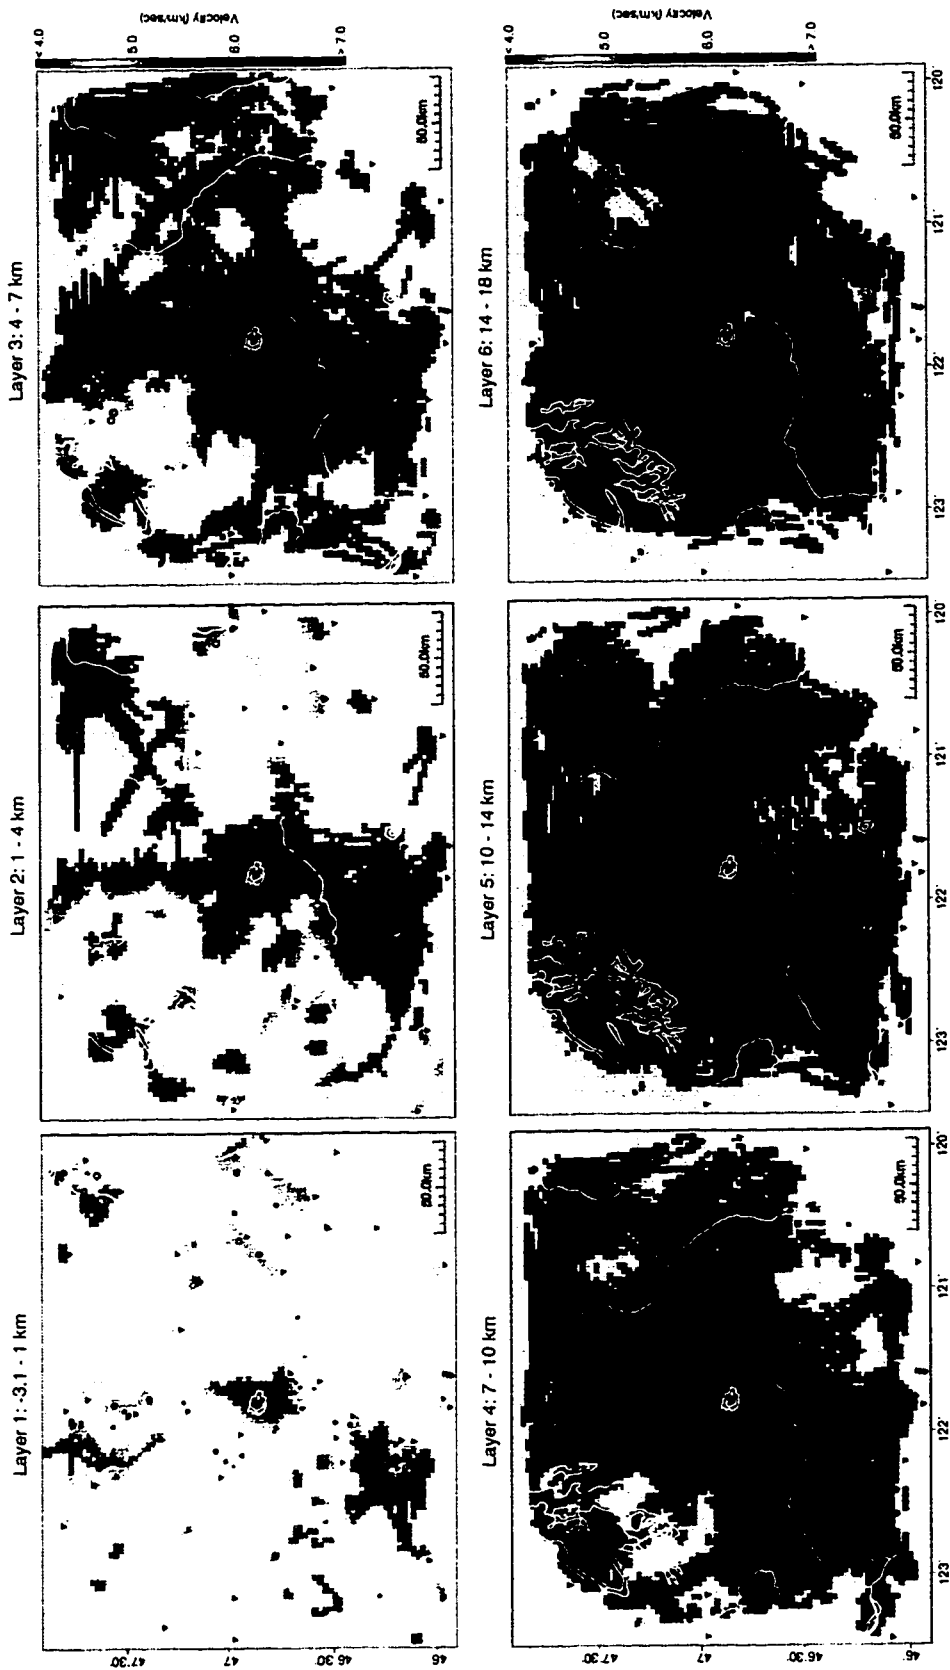 Layer 1: -3.1 - 1 km
50.0km
47°30'
47°
46°30'
46°
Layer 2: 1 - 4 km
50.0km
Layer 3: 4 - 7 km
50.0km
< 4.0
5.0
6.0
> 7.0
Velocity (km/sec)
Layer 4: 7 - 10 km
50.0km
47°30'
47°
46°30'
46°
123°
122°
121°
120°
Layer 5: 10 - 14 km
50.0km
123°
122°
121°
120°
Layer 6: 14 - 18 km
50.0km
123°
122°
121°
120°
< 4.0
5.0
6.0
> 7.0
Velocity (km/sec)